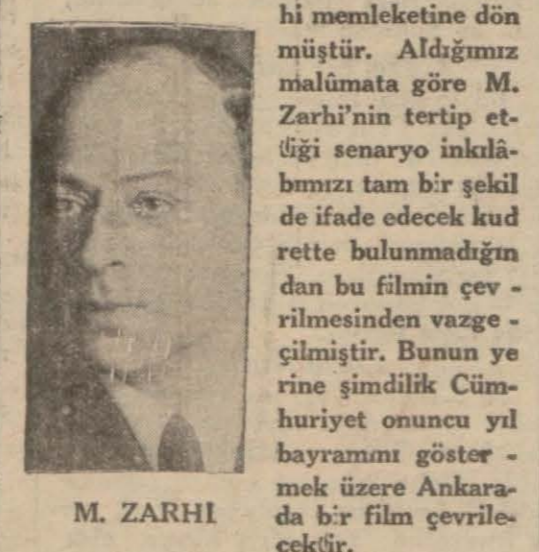 hi memleketine dön
müştür. Aldığımız
malûmata göre M.
Zarhi'nin tertip et-
diği senaryo inkılâ-
bımızı tam bir şekil
de ifade edecek kud
rette bulunmadığın
dan bu filmin çev -
rilmesinden vazge -
çilmiştir. Bunun ye
rine şimdilik Cüm-
huriyet onuncu yıl
bayramını göster -
mek üzere Ankara-
da bir film çevrile-
cektir.
M. ZARHİ